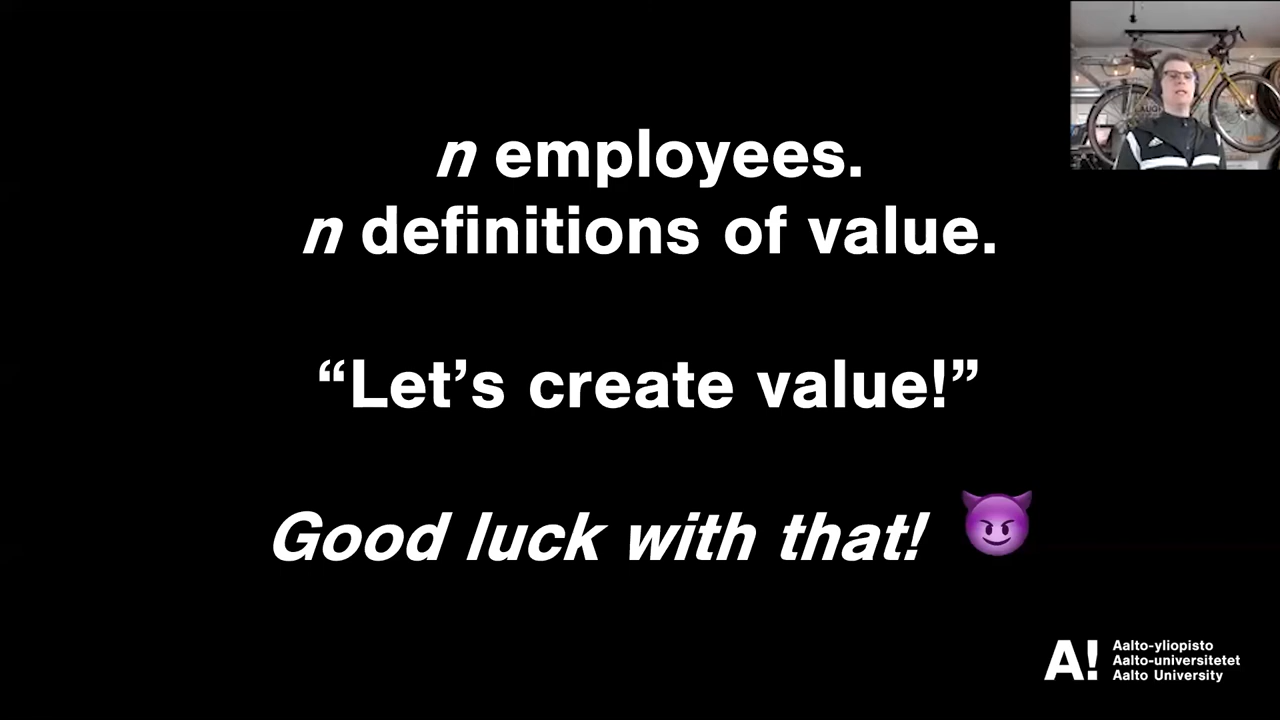 n employees.
n definitions of value.
“Let’s create value!”
Good luck with that! 😈
A! Aalto-yliopisto
Aalto-universitetet
Aalto University